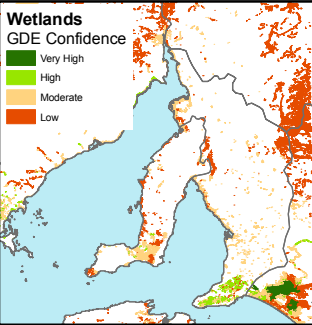 Wetlands
GDE Confidence
Very High
High
Moderate
Low